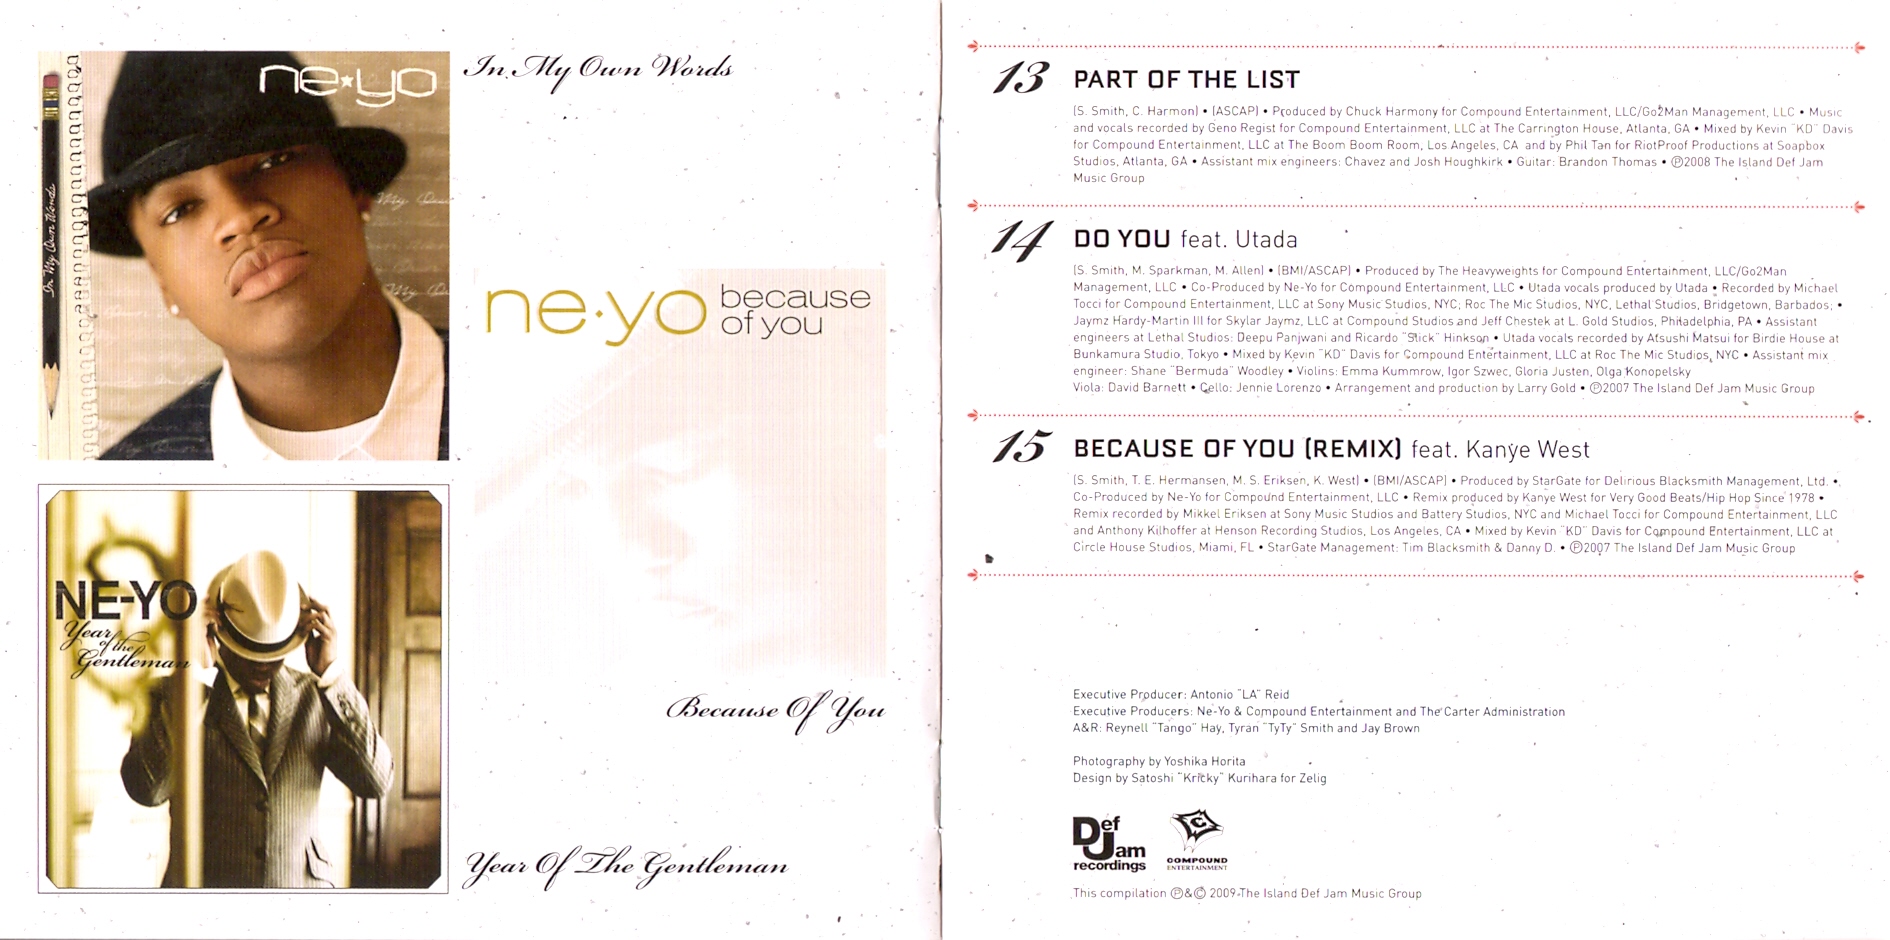 ne★yo
In My Own Words
In My Own Words
ne·yo because
of you
Because Of You
NE-YO
Year
of the
Gentleman
Year Of The Gentleman
13 PART OF THE LIST
(S. Smith, C. Harmon) • (ASCAP) • Produced by Chuck Harmony for Compound Entertainment, LLC/Go2Man Management, LLC • Music
and vocals recorded by Geno Regist for Compound Entertainment, LLC at The Carrington House, Atlanta, GA • Mixed by Kevin "KD" Davis
for Compound Entertainment, LLC at The Boom Boom Room, Los Angeles, CA and by Phil Tan for RiotProof Productions at Soapbox
Studios, Atlanta, GA • Assistant mix engineers: Chavez and Josh Houghkirk • Guitar: Brandon Thomas • ℗2008 The Island Def Jam
Music Group
14 DO YOU feat. Utada
(S. Smith, M. Sparkman, M. Allen) • (BMI/ASCAP) • Produced by The Heavyweights for Compound Entertainment, LLC/Go2Man
Management, LLC • Co-Produced by Ne-Yo for Compound Entertainment, LLC • Utada vocals produced by Utada • Recorded by Michael
Tocci for Compound Entertainment, LLC at Sony Music Studios, NYC; Roc The Mic Studios, NYC, Lethal Studios, Bridgetown, Barbados; •
Jaymz Hardy-Martin III for Skylar Jaymz, LLC at Compound Studios and Jeff Chestek at L. Gold Studios, Philadelphia, PA • Assistant
engineers at Lethal Studios: Deepu Panjwani and Ricardo "Slick" Hinkson • Utada vocals recorded by Atsushi Matsui for Birdie House at
Bunkamura Studio, Tokyo • Mixed by Kevin "KD" Davis for Compound Entertainment, LLC at Roc The Mic Studios, NYC • Assistant mix
engineer: Shane "Bermuda" Woodley • Violins: Emma Kummrow, Igor Szwec, Gloria Justen, Olga Konopelsky
Viola: David Barnett • Cello: Jennie Lorenzo • Arrangement and production by Larry Gold • ℗2007 The Island Def Jam Music Group
15 BECAUSE OF YOU (REMIX) feat. Kanye West
(S. Smith, T. E. Hermansen, M. S. Eriksen, K. West) • (BMI/ASCAP) • Produced by StarGate for Delirious Blacksmith Management, Ltd. •
Co-Produced by Ne-Yo for Compound Entertainment, LLC • Remix produced by Kanye West for Very Good Beats/Hip Hop Since 1978 •
Remix recorded by Mikkel Eriksen at Sony Music Studios and Battery Studios, NYC and Michael Tocci for Compound Entertainment, LLC
and Anthony Kilhoffer at Henson Recording Studios, Los Angeles, CA • Mixed by Kevin "KD" Davis for Compound Entertainment, LLC at
Circle House Studios, Miami, FL • StarGate Management: Tim Blacksmith & Danny D. • ℗2007 The Island Def Jam Music Group
Executive Producer: Antonio "LA" Reid
Executive Producers: Ne-Yo & Compound Entertainment and The Carter Administration
A&R: Reynell "Tango" Hay, Tyran "TyTy" Smith and Jay Brown
Photography by Yoshika Horita
Design by Satoshi "Kricky" Kurihara for Zelig
Def
Jam
recordings
C
COMPOUND
ENTERTAINMENT
This compilation ℗&© 2009 The Island Def Jam Music Group